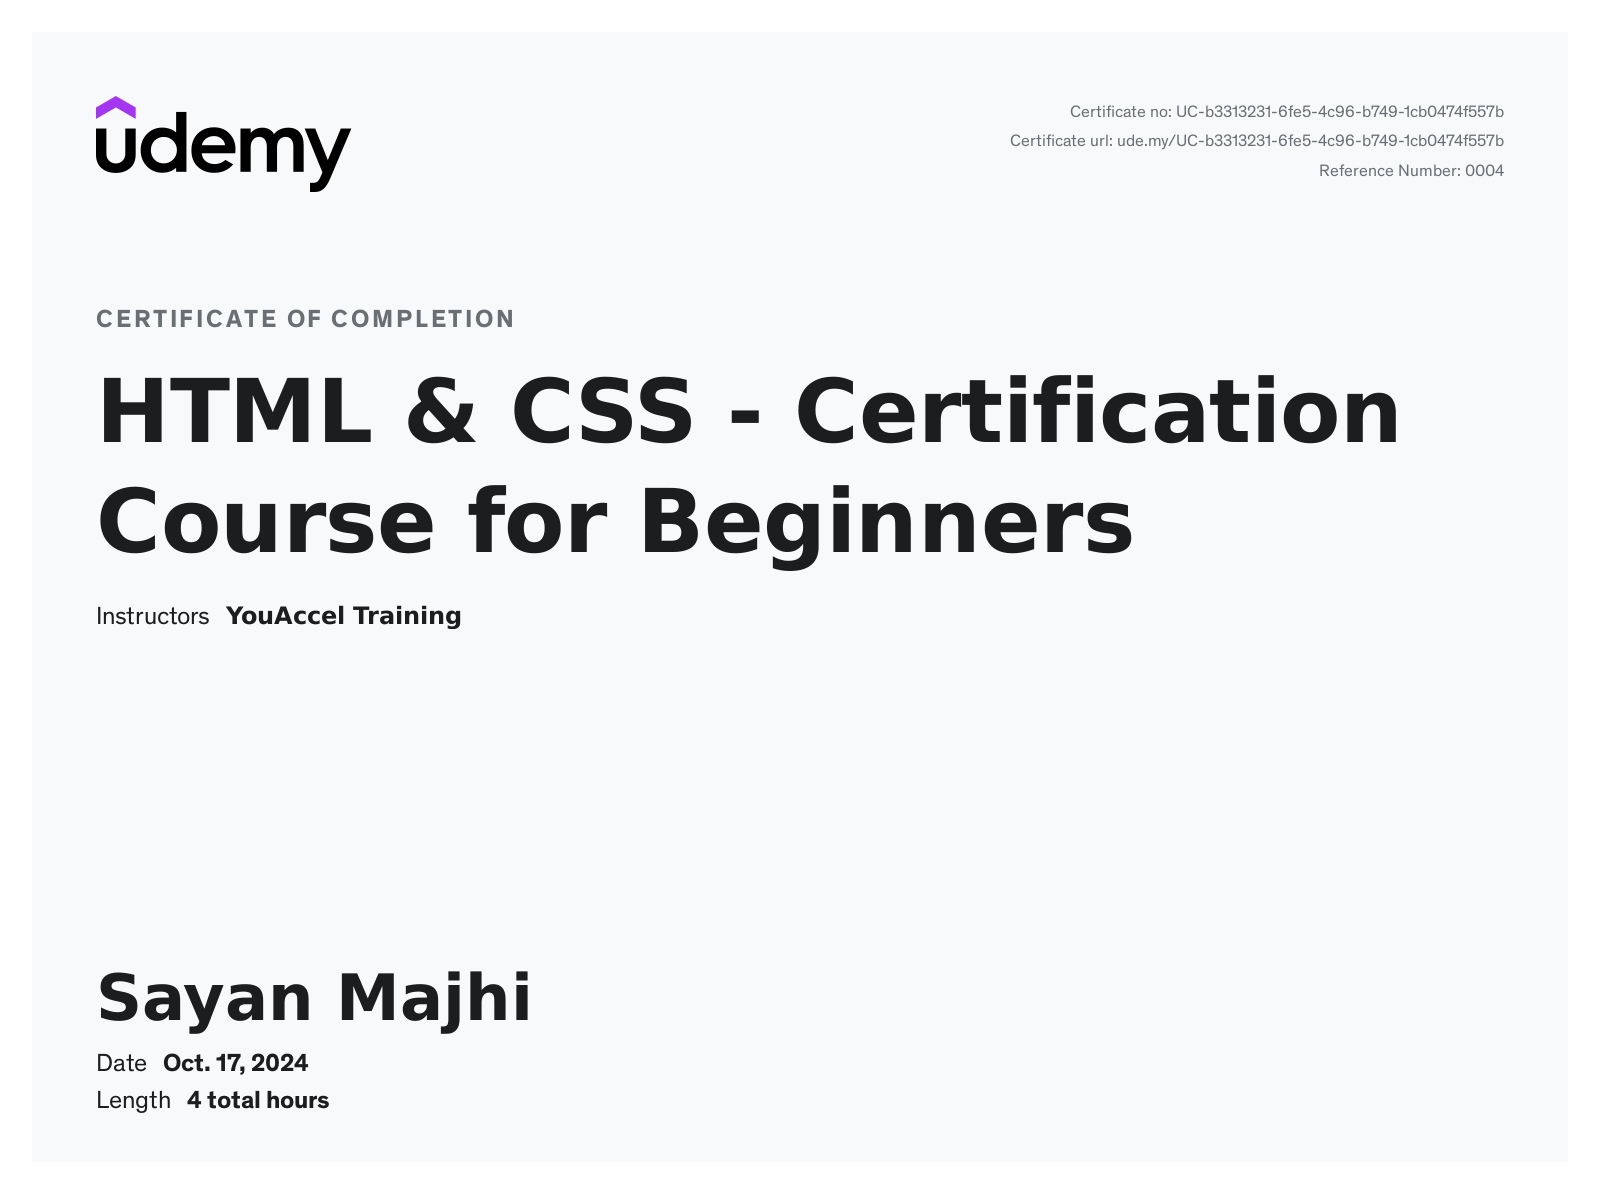 udemy
Certificate no: UC-b3313231-6fe5-4c96-b749-1cb0474f557b
Certificate url: ude.my/UC-b3313231-6fe5-4c96-b749-1cb0474f557b
Reference Number: 0004
CERTIFICATE OF COMPLETION
HTML & CSS - Certification
Course for Beginners
Instructors YouAccel Training
Sayan Majhi
Date Oct. 17, 2024
Length 4 total hours